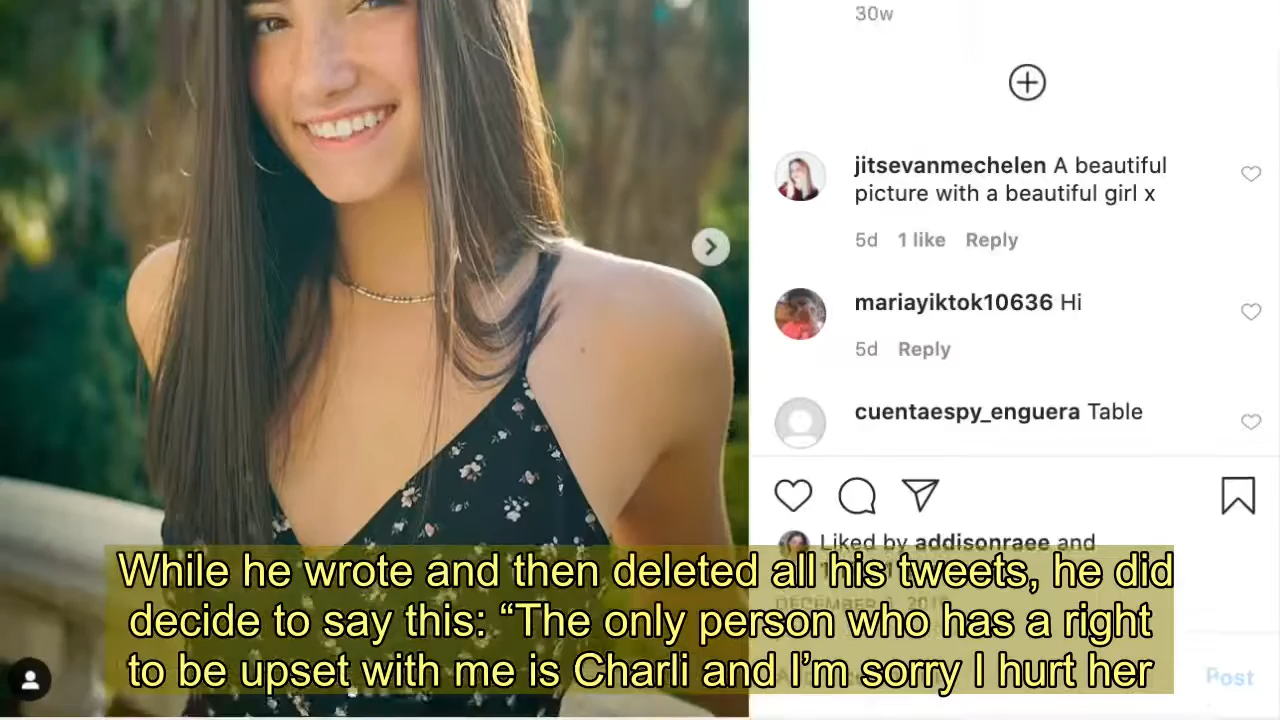 30w
jitsevanmechelen A beautiful
picture with a beautiful girl x
5d 1 like Reply
mariayiktok10636 Hi
5d Reply
cuentaespy_enguera Table
Liked by addisonraee and
While he wrote and then deleted all his tweets, he did
decide to say this: “The only person who has a right
to be upset with me is Charli and I’m sorry I hurt her
Post